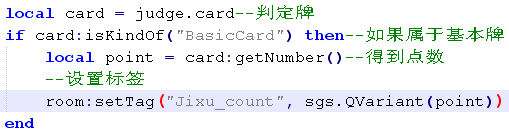 local card = judge.card--判定牌
if card:isKindOf("BasicCard") then--如果属于基本牌
    local point = card:getNumber()--得到点数
    --设置标签
    room:setTag("Jixu_count", sgs.QVariant(point))
end